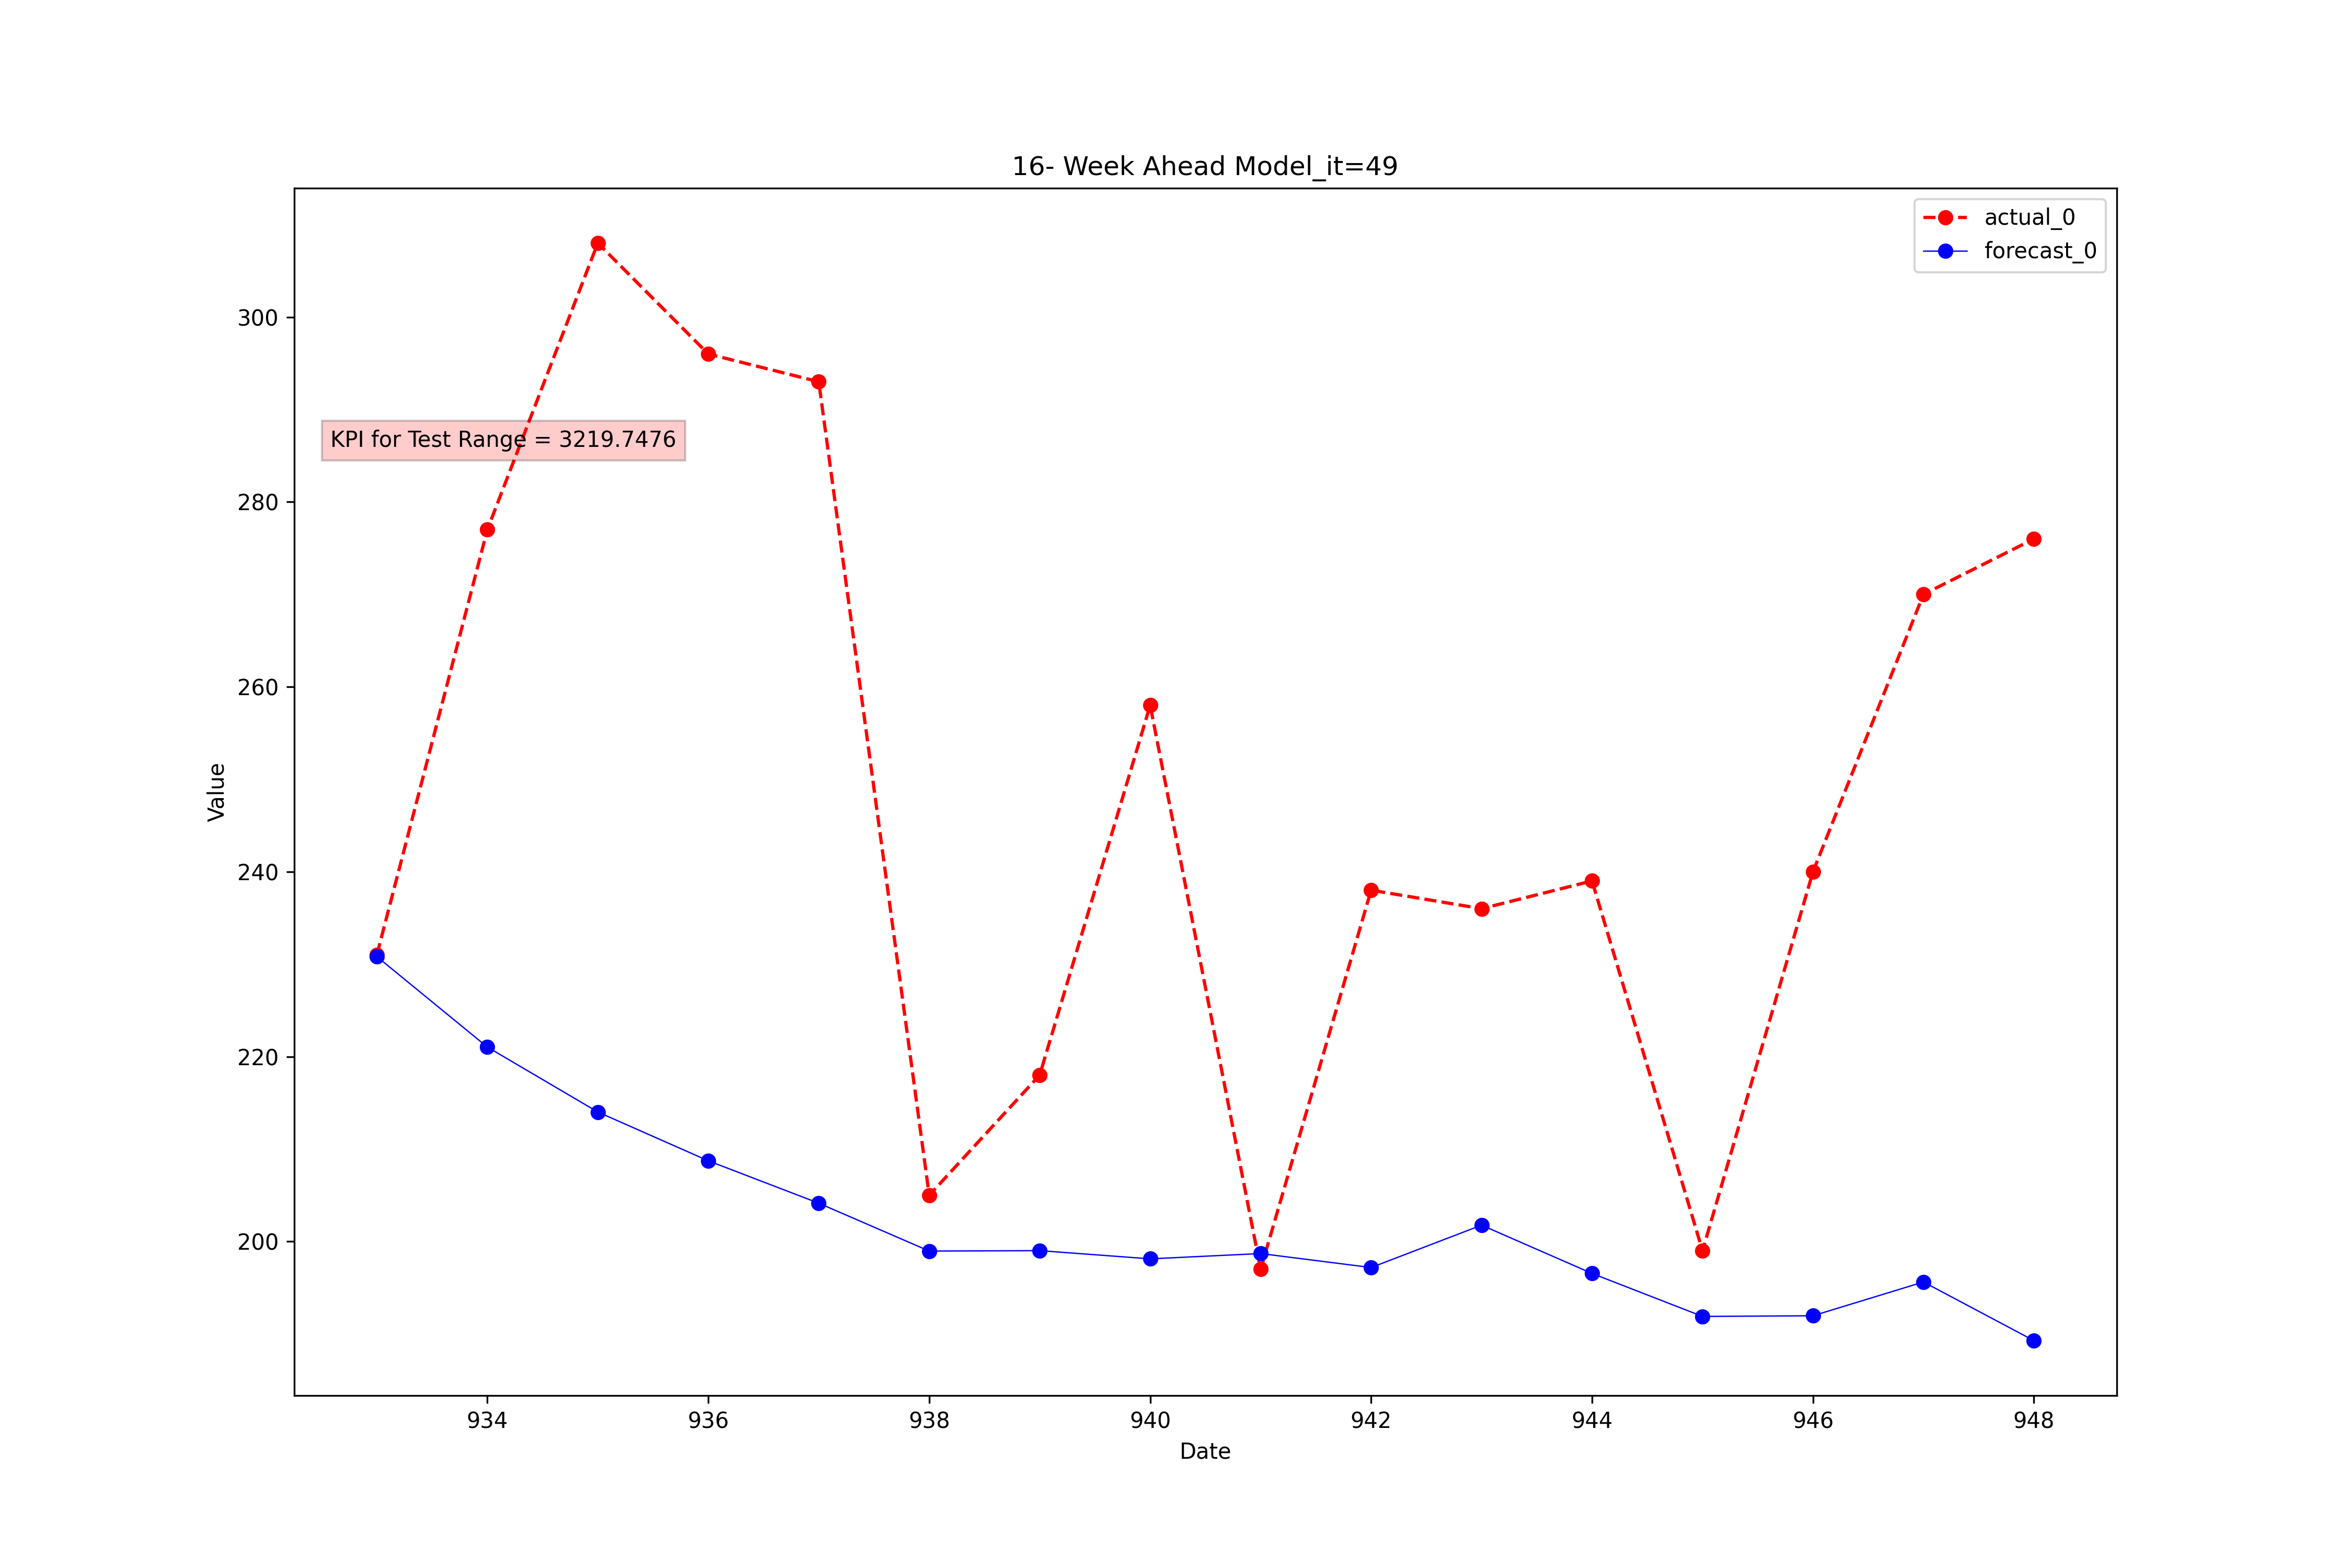 16- Week Ahead Model_it=49
actual_0
forecast_0
KPI for Test Range = 3219.7476
300
280
260
240
220
200
Value
934 936 938 940 942 944 946 948
Date